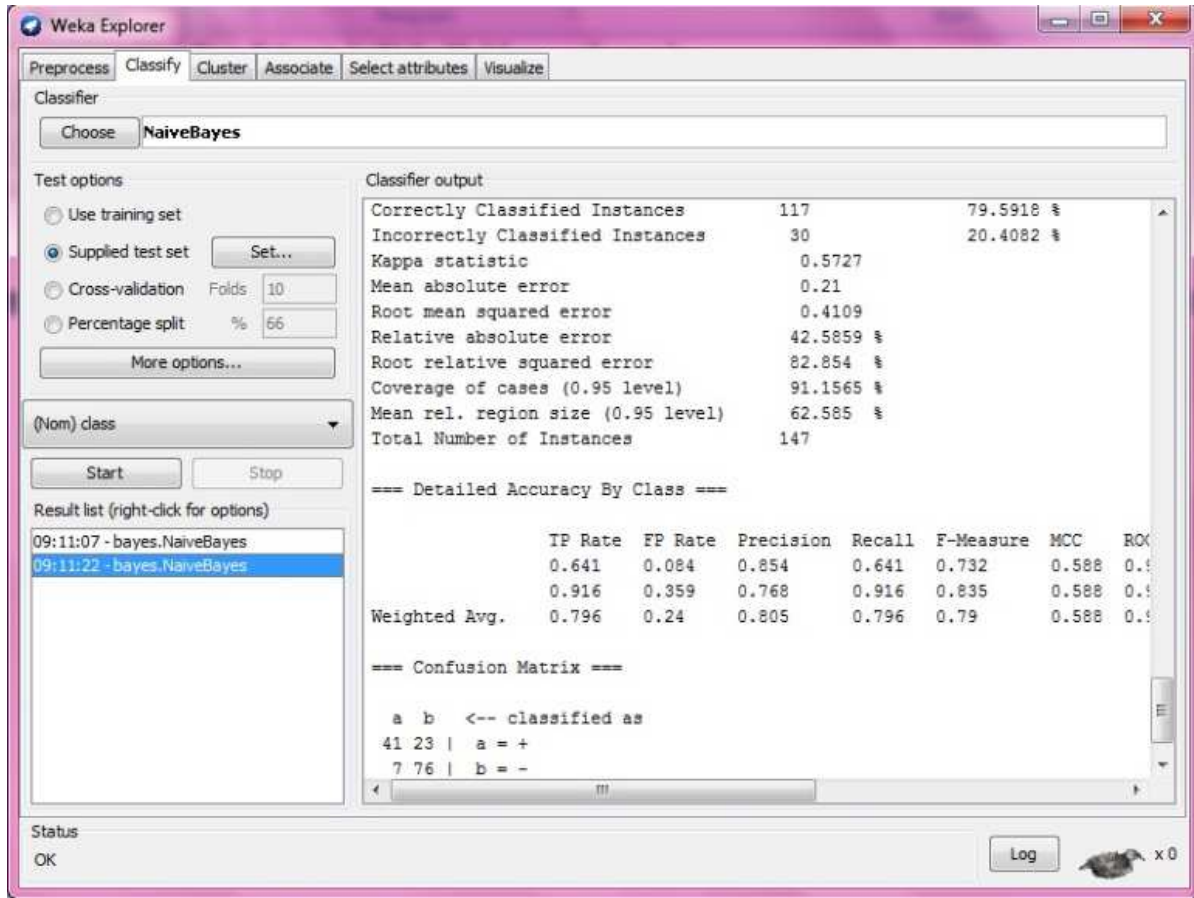 Weka Explorer
Preprocess Classify Cluster Associate Select attributes Visualize
Classifier
Choose NaiveBayes
Test options
Use training set
Supplied test set Set...
Cross-validation Folds 10
Percentage split % 66
More options...
(Nom) class
Start Stop
Result list (right-click for options)
09:11:07 - bayes.NaiveBayes
09:11:22 - bayes.NaiveBayes
Classifier output
Correctly Classified Instances 117 79.5918 %
Incorrectly Classified Instances 30 20.4082 %
Kappa statistic 0.5727
Mean absolute error 0.21
Root mean squared error 0.4109
Relative absolute error 42.5859 %
Root relative squared error 82.854 %
Coverage of cases (0.95 level) 91.1565 %
Mean rel. region size (0.95 level) 62.585 %
Total Number of Instances 147
=== Detailed Accuracy By Class ===
TP Rate FP Rate Precision Recall F-Measure MCC
0.641 0.084 0.854 0.641 0.732 0.588
0.916 0.359 0.768 0.916 0.835 0.588
Weighted Avg. 0.796 0.24 0.805 0.796 0.79 0.588
=== Confusion Matrix ===
a b <-- classified as
41 23 | a = +
7 76 | b = -
Status
OK
Log x 0